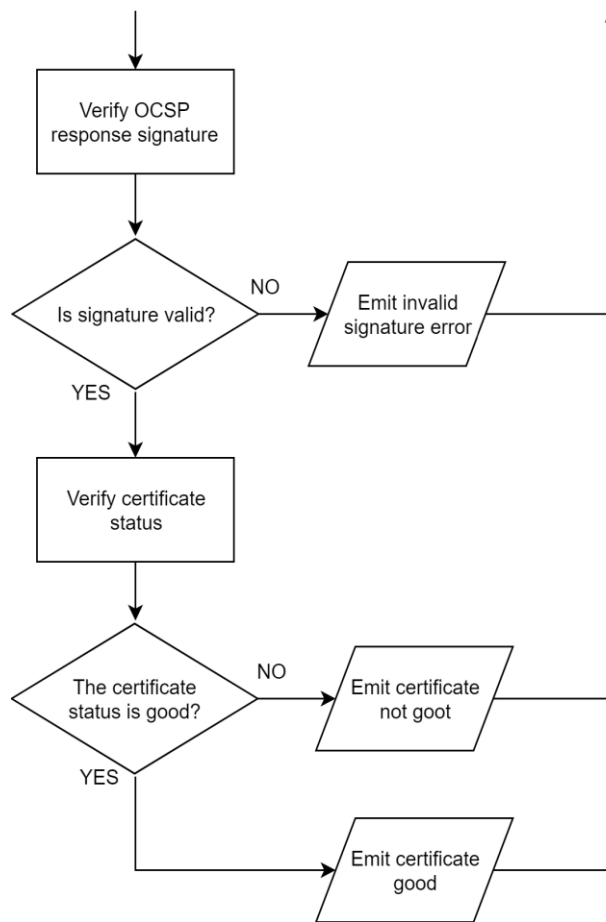 Verify OCSP
response signature
Is signature valid?
NO
Emit invalid
signature error
YES
Verify certificate
status
The certificate
status is good?
NO
Emit certificate
not goot
YES
Emit certificate
good